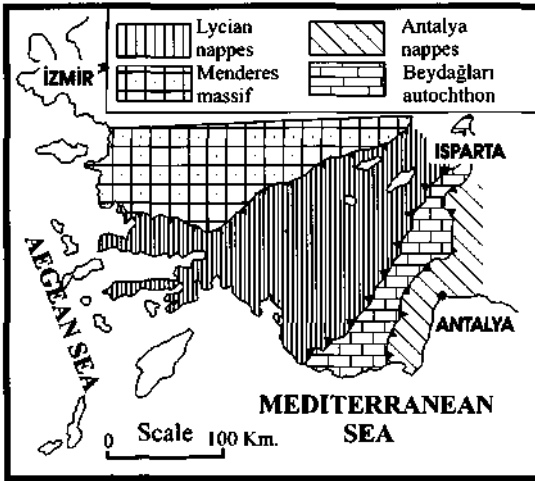 Lycian
nappes
Menderes
massif
Antalya
nappes
Beydağları
autochthon
İZMİR
ISPARTA
ANTALYA
AEGEAN SEA
MEDITERRANEAN
SEA
Scale
0 100 Km.